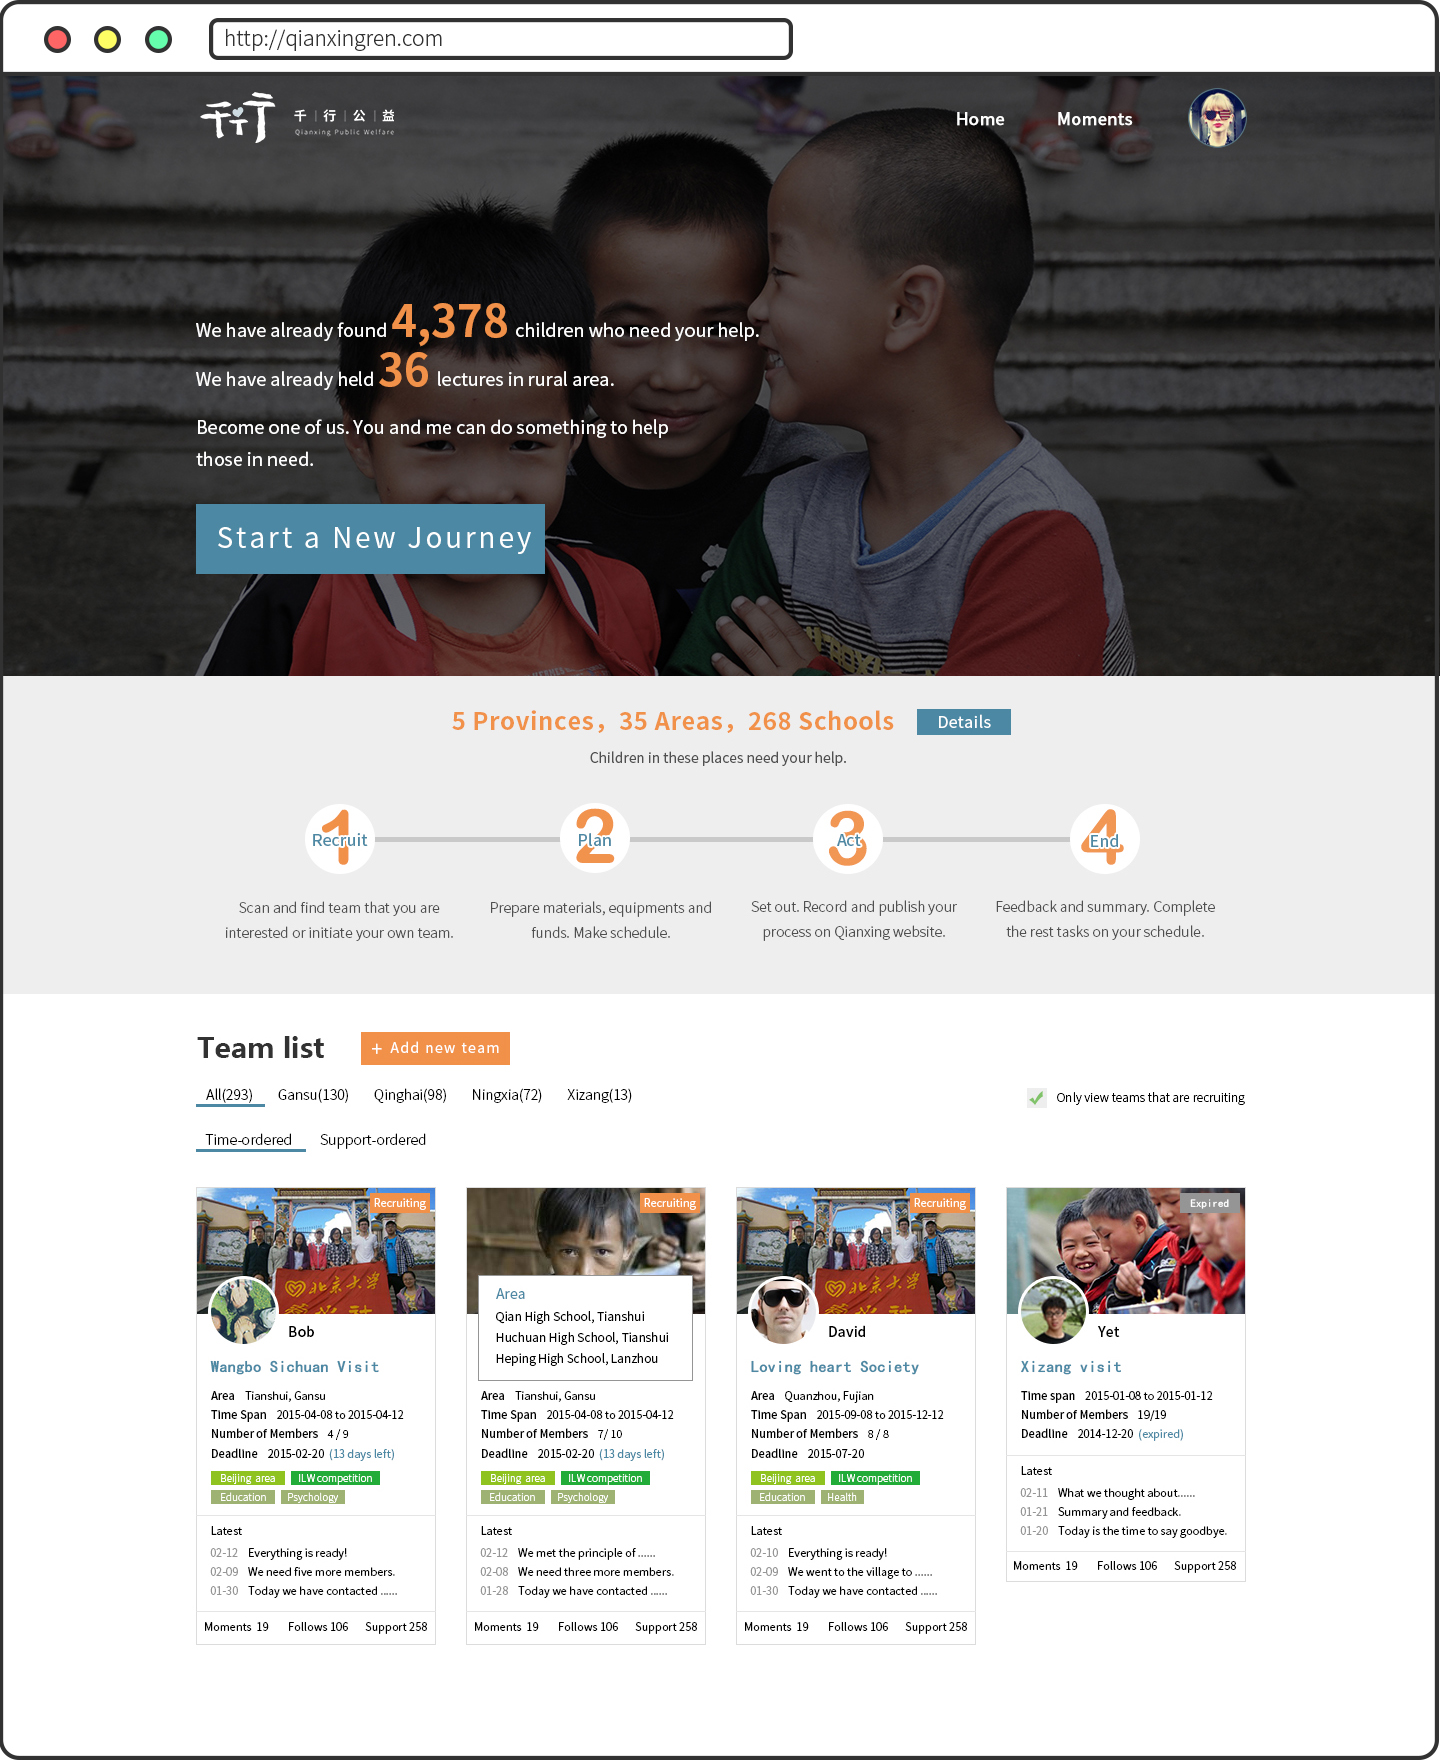 http://qianxingren.com
千行
千 | 行 | 公 | 益
Qianxing Public Welfare
Home
Moments
We have already found 4,378 children who need your help.
We have already held 36 lectures in rural area.
Become one of us. You and me can do something to help
those in need.
Start a New Journey
5 Provinces，35 Areas，268 Schools
Details
Children in these places need your help.
1 Recruit
2 Plan
3 Act
4 End
Scan and find team that you are
interested or initiate your own team.
Prepare materials, equipments and
funds. Make schedule.
Set out. Record and publish your
process on Qianxing website.
Feedback and summary. Complete
the rest tasks on your schedule.
Team list
+ Add new team
All(293) Gansu(130) Qinghai(98) Ningxia(72) Xizang(13)
Only view teams that are recruiting
Time-ordered Support-ordered
Recruiting
北京大学
Bob
Wangbo Sichuan Visit
Area Tianshui, Gansu
Time Span 2015-04-08 to 2015-04-12
Number of Members 4 / 9
Deadline 2015-02-20 (13 days left)
Beijing area ILW competition
Education Psychology
Latest
02-12 Everything is ready!
02-09 We need five more members.
01-30 Today we have contacted ......
Moments 19 Follows 106 Support 258
Recruiting
Area
Qian High School, Tianshui
Huchuan High School, Tianshui
Heping High School, Lanzhou
Area Tianshui, Gansu
Time Span 2015-04-08 to 2015-04-12
Number of Members 7/ 10
Deadline 2015-02-20 (13 days left)
Beijing area ILW competition
Education Psychology
Latest
02-12 We met the principle of ......
02-08 We need three more members.
01-28 Today we have contacted ......
Moments 19 Follows 106 Support 258
Recruiting
北京大学
David
Loving heart Society
Area Quanzhou, Fujian
Time Span 2015-09-08 to 2015-12-12
Number of Members 8 / 8
Deadline 2015-07-20
Beijing area ILW competition
Education Health
Latest
02-10 Everything is ready!
02-09 We went to the village to ......
01-30 Today we have contacted ......
Moments 19 Follows 106 Support 258
Expired
Yet
Xizang visit
Time span 2015-01-08 to 2015-01-12
Number of Members 19/19
Deadline 2014-12-20 (expired)
Latest
02-11 What we thought about......
01-21 Summary and feedback.
01-20 Today is the time to say goodbye.
Moments 19 Follows 106 Support 258